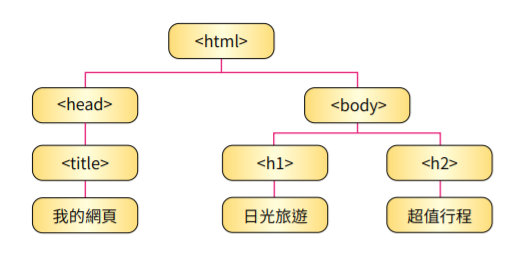 <html>
<head>
<body>
<title>
<h1>
<h2>
我的網頁
日光旅遊
超值行程